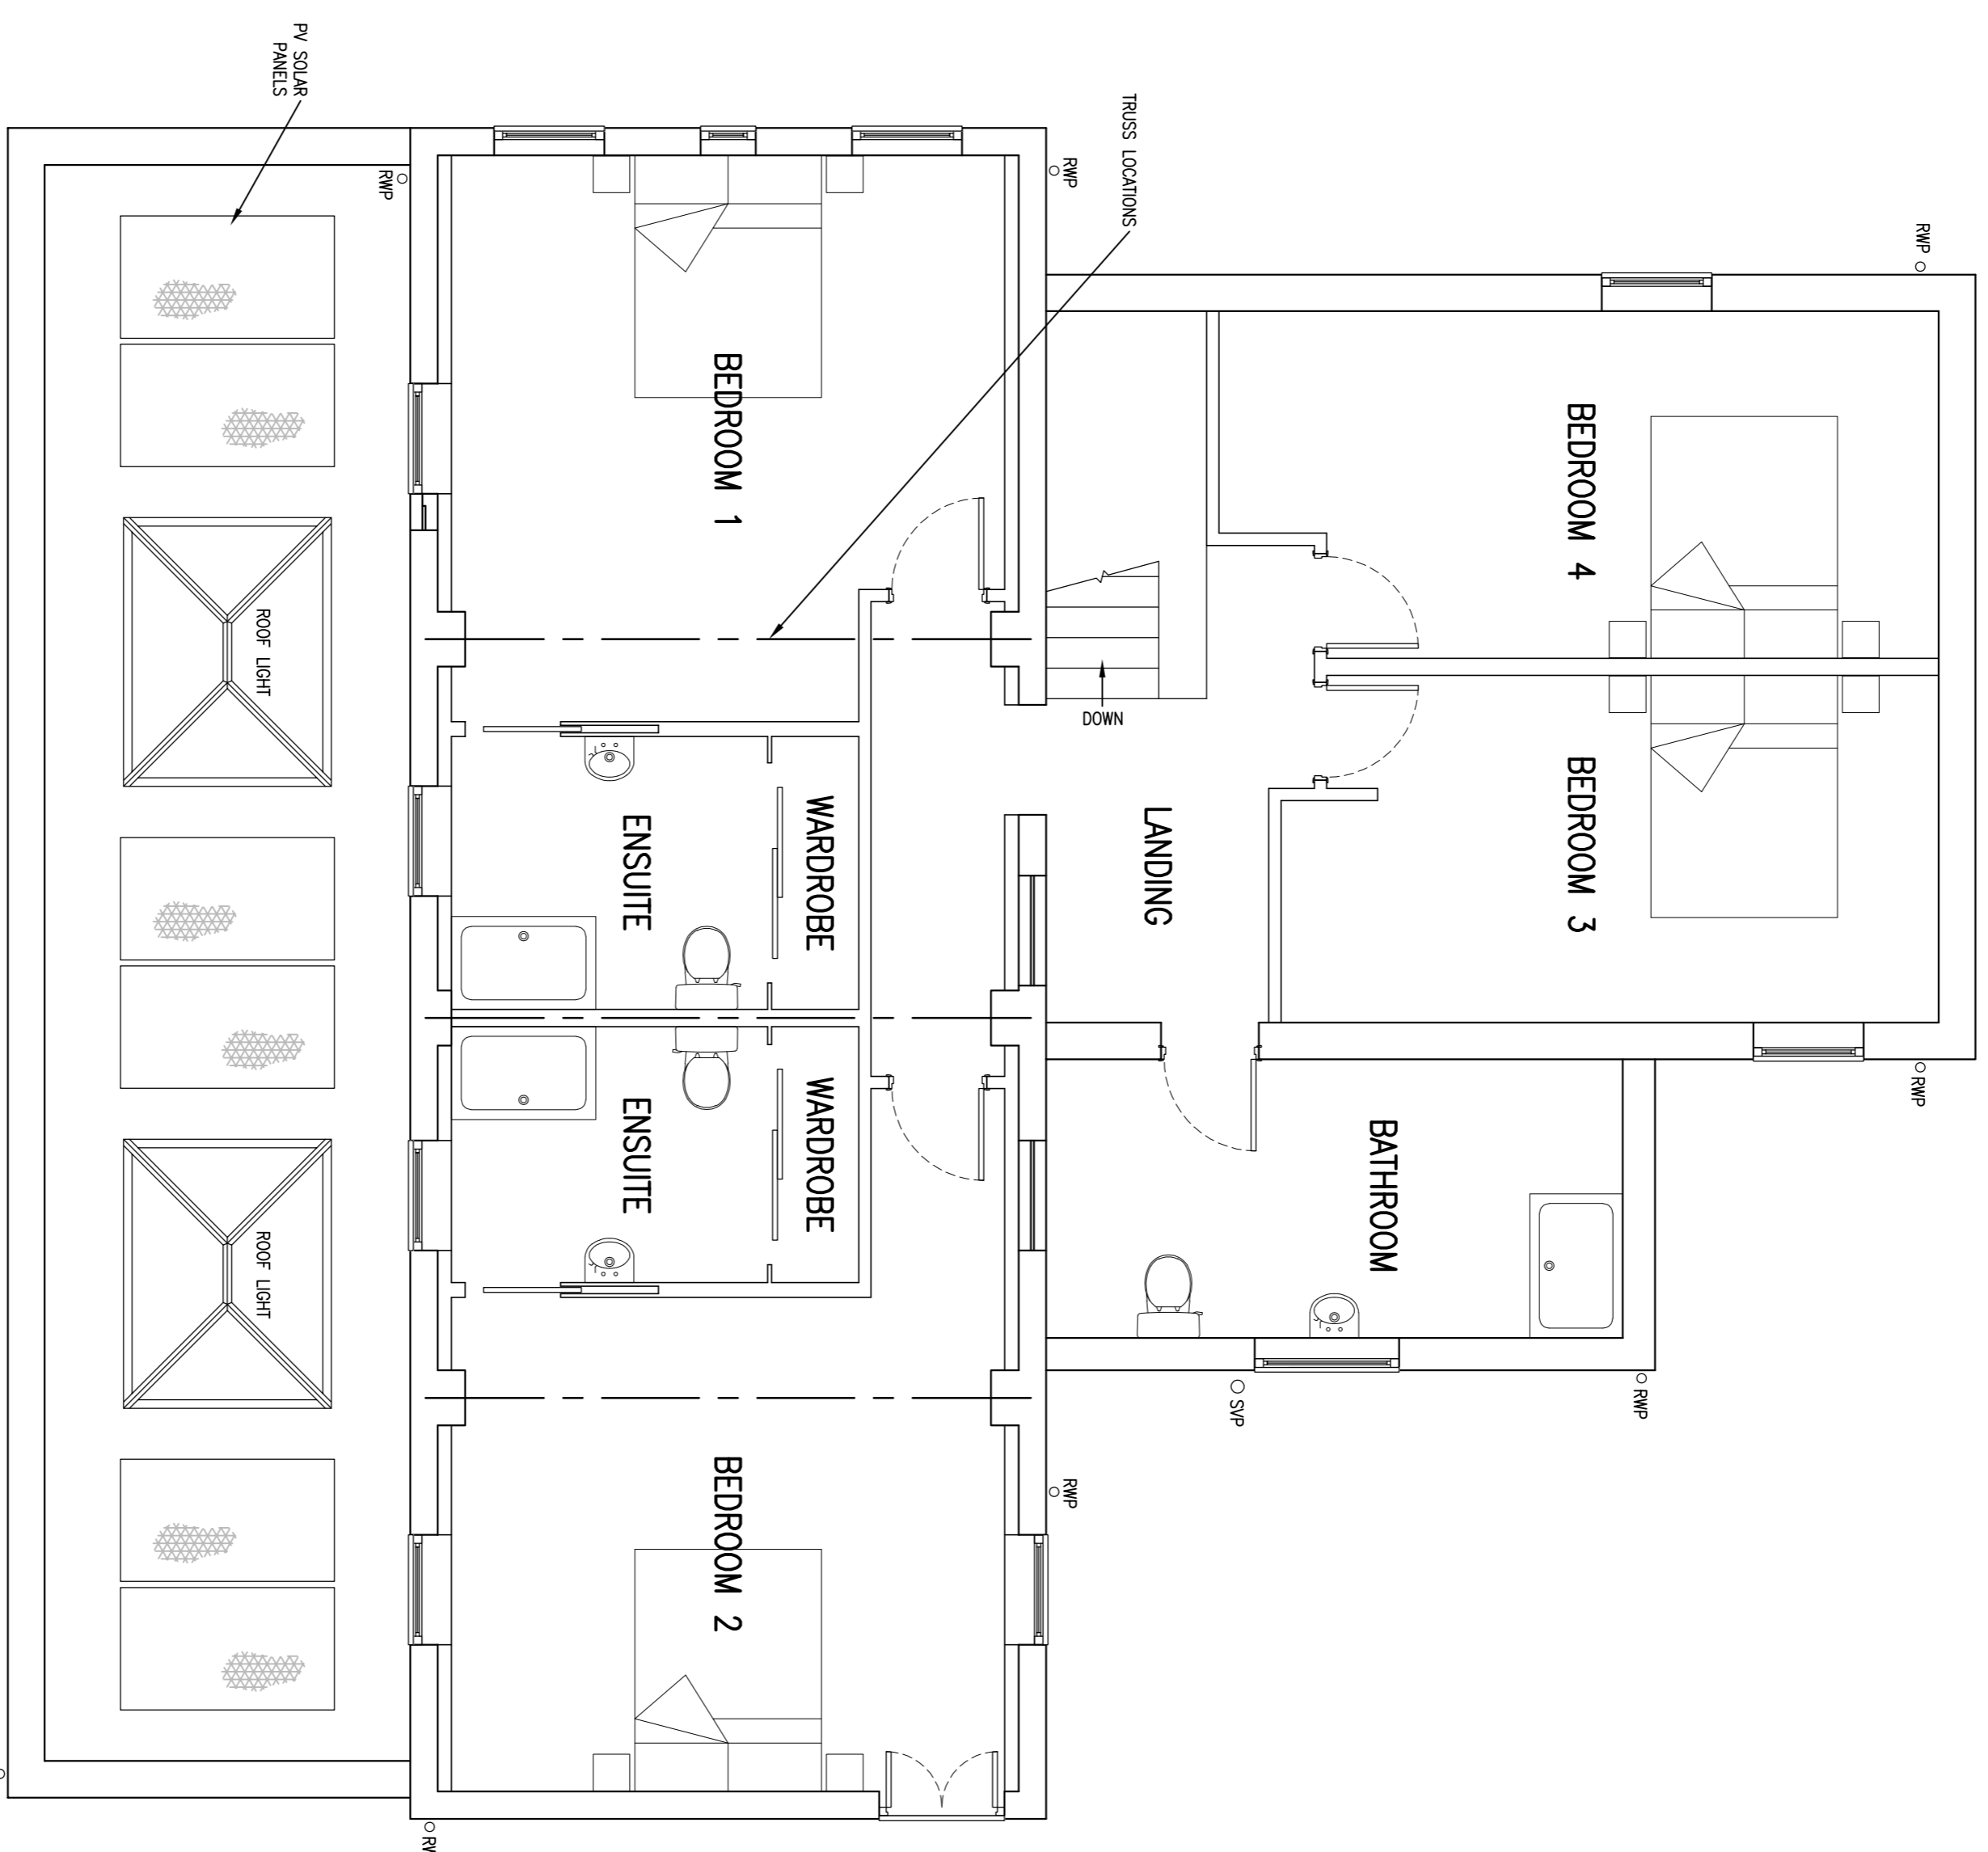 RWP
RWP
BEDROOM 4
BEDROOM 3
BATHROOM
RWP
TRUSS LOCATIONS
DOWN
LANDING
SVP
RWP
RWP
BEDROOM 1
WARDROBE
WARDROBE
ENSUITE
ENSUITE
BEDROOM 2
RWP
PV SOLAR
PANELS
ROOF LIGHT
ROOF LIGHT